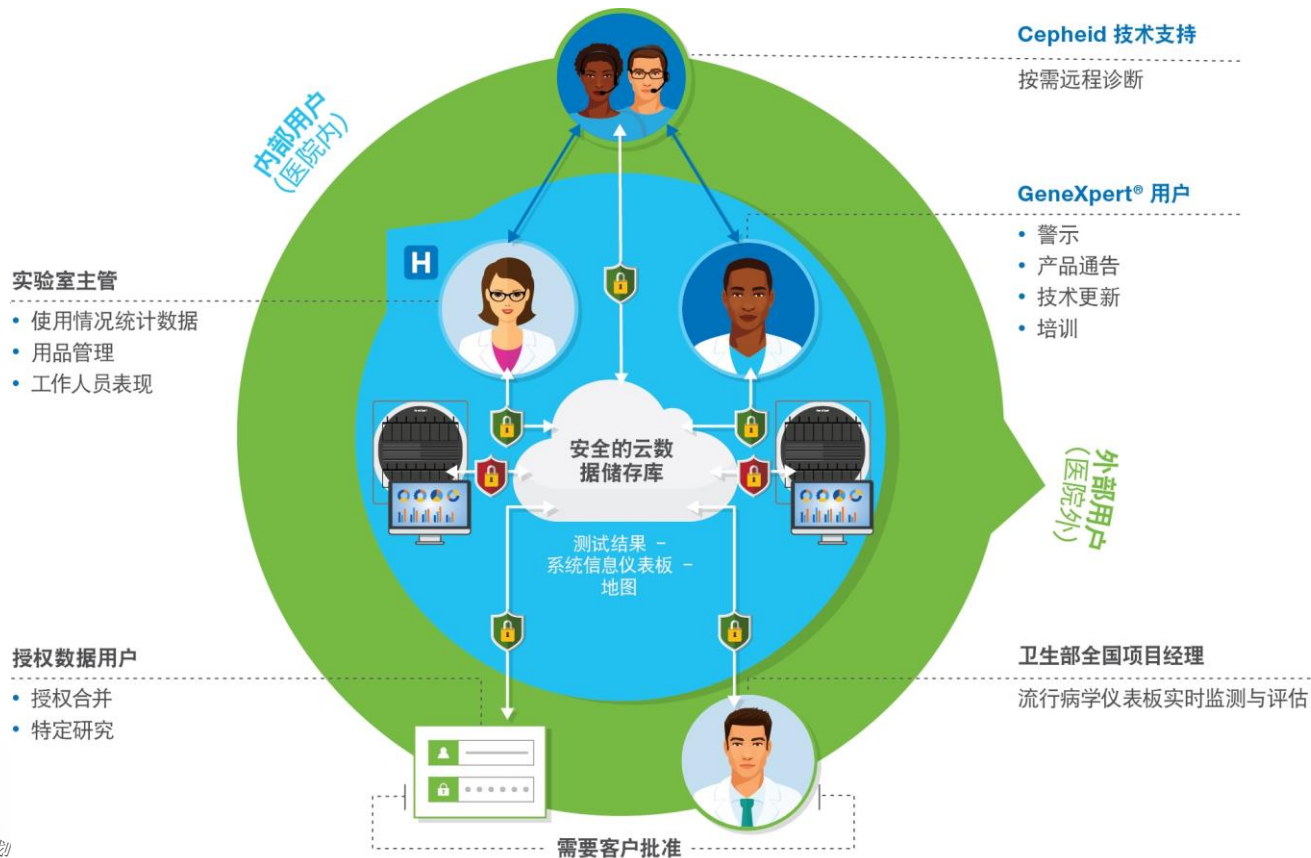 Cepheid 技术支持
按需远程诊断
内部用户
(医院内)
GeneXpert® 用户
• 警示
• 产品通告
• 技术更新
• 培训
H
实验室主管
• 使用情况统计数据
• 用品管理
• 工作人员表现
安全的云数
据储存库
外部用户
(医院外)
测试结果 –
系统信息仪表板 –
地图
授权数据用户
• 授权合并
• 特定研究
卫生部全国项目经理
流行病学仪表板实时监测与评估
需要客户批准